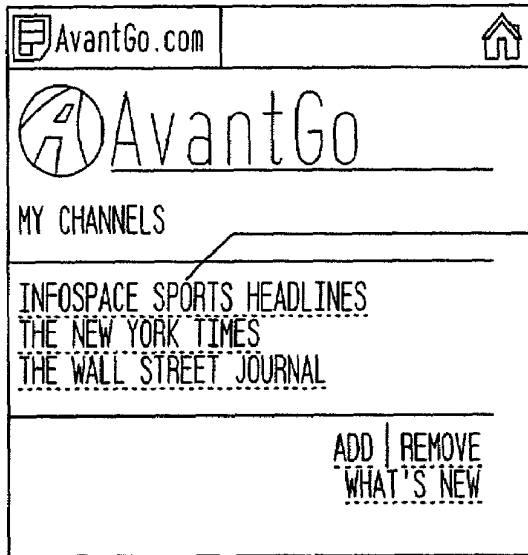 AvantGo.com
AvantGo
MY CHANNELS
INFOSPACE SPORTS HEADLINES
THE NEW YORK TIMES
THE WALL STREET JOURNAL
ADD | REMOVE
WHAT'S NEW